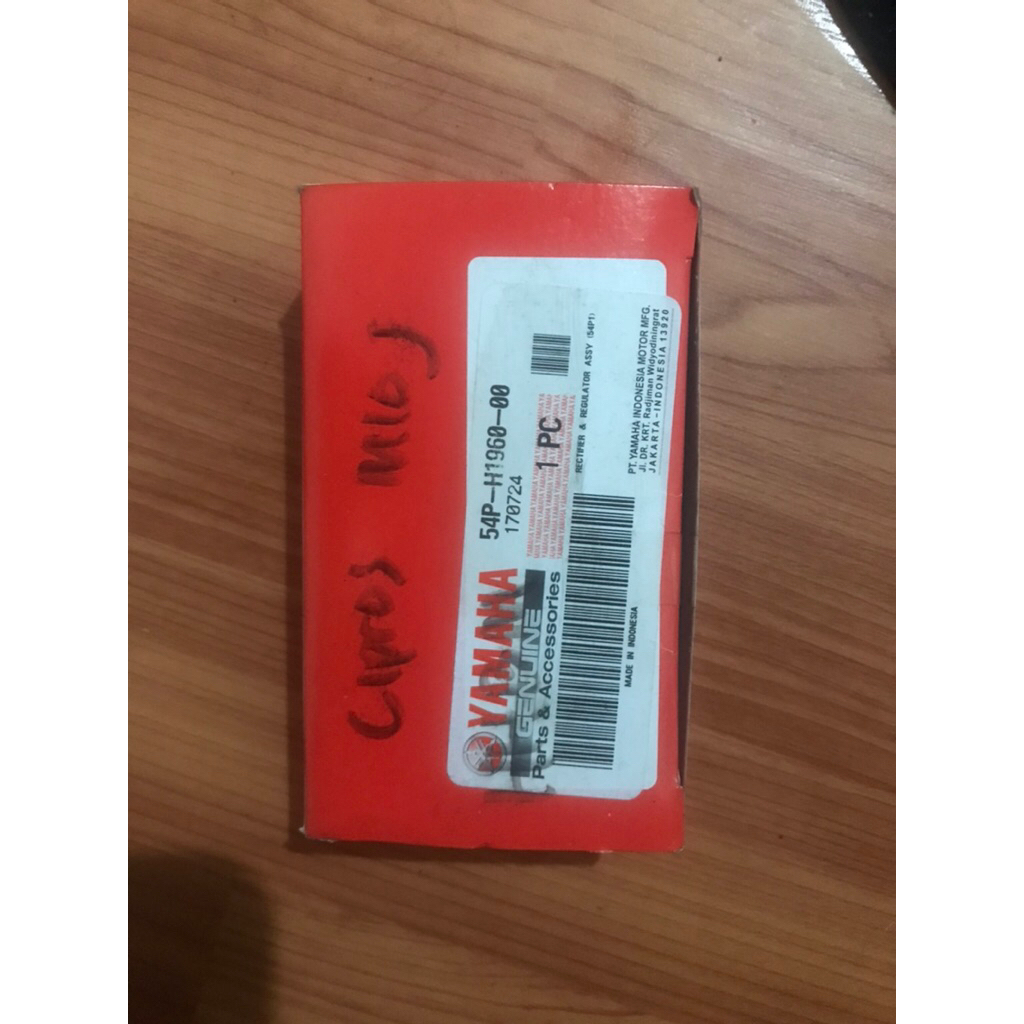 Cipros Mio J
YAMAHA
GENUINE
Parts & Accessories
54P-H1960-00
170724
1 PC
RECTIFIER & REGULATOR ASSY (54P1)
MADE IN INDONESIA
PT. YAMAHA INDONESIA MOTOR MFG.
Jl. DR. KRT. Radjiman Widyodiningrat
JAKARTA-INDONESIA 13920